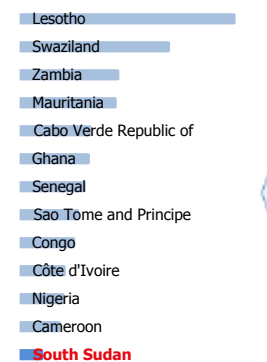 Lesotho
Swaziland
Zambia
Mauritania
Cabo Verde Republic of
Ghana
Senegal
Sao Tome and Principe
Congo
Côte d'Ivoire
Nigeria
Cameroon
South Sudan